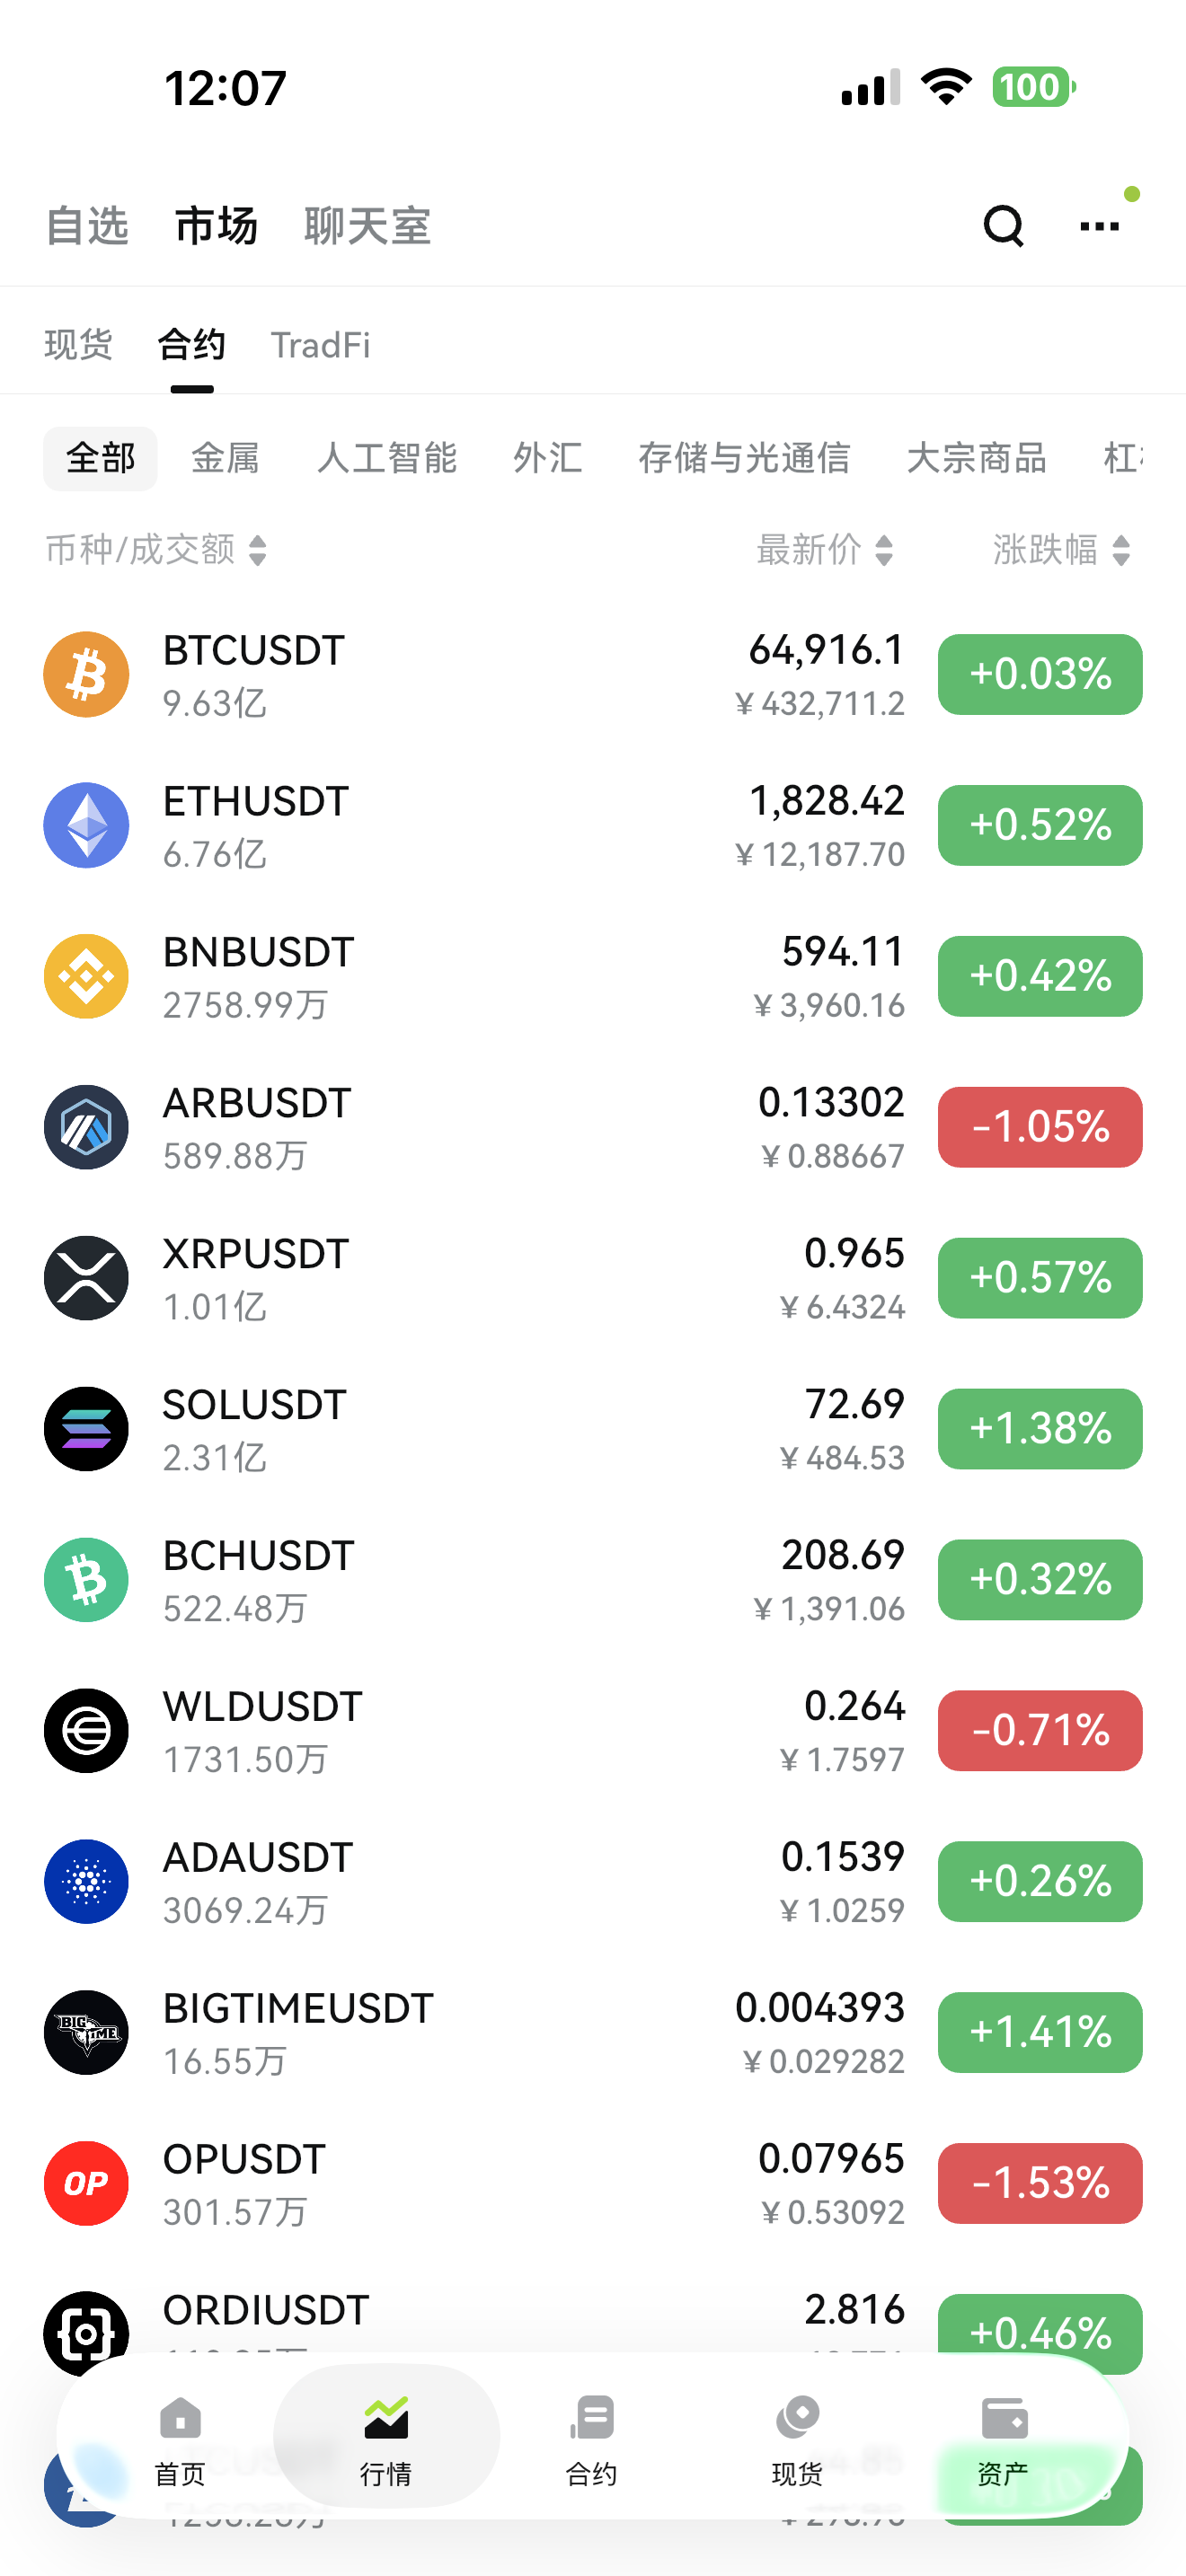 12:07
100
自选 市场 聊天室
现货 合约 TradFi
全部 金属 人工智能 外汇 存储与光通信 大宗商品
币种/成交额 最新价 涨跌幅
BTCUSDT 64,916.1 +0.03%
9.63亿 ¥ 432,711.2
ETHUSDT 1,828.42 +0.52%
6.76亿 ¥ 12,187.70
BNBUSDT 594.11 +0.42%
2758.99万 ¥ 3,960.16
ARBUSDT 0.13302 -1.05%
589.88万 ¥ 0.88667
XRPUSDT 0.965 +0.57%
1.01亿 ¥ 6.4324
SOLUSDT 72.69 +1.38%
2.31亿 ¥ 484.53
BCHUSDT 208.69 +0.32%
522.48万 ¥ 1,391.06
WLDUSDT 0.264 -0.71%
1731.50万 ¥ 1.7597
ADAUSDT 0.1539 +0.26%
3069.24万 ¥ 1.0259
BIG TIME
BIGTIMEUSDT 0.004393 +1.41%
16.55万 ¥ 0.029282
OP
OPUSDT 0.07965 -1.53%
301.57万 ¥ 0.53092
ORDIUSDT 2.816 +0.46%
首页 行情 合约 现货 资产